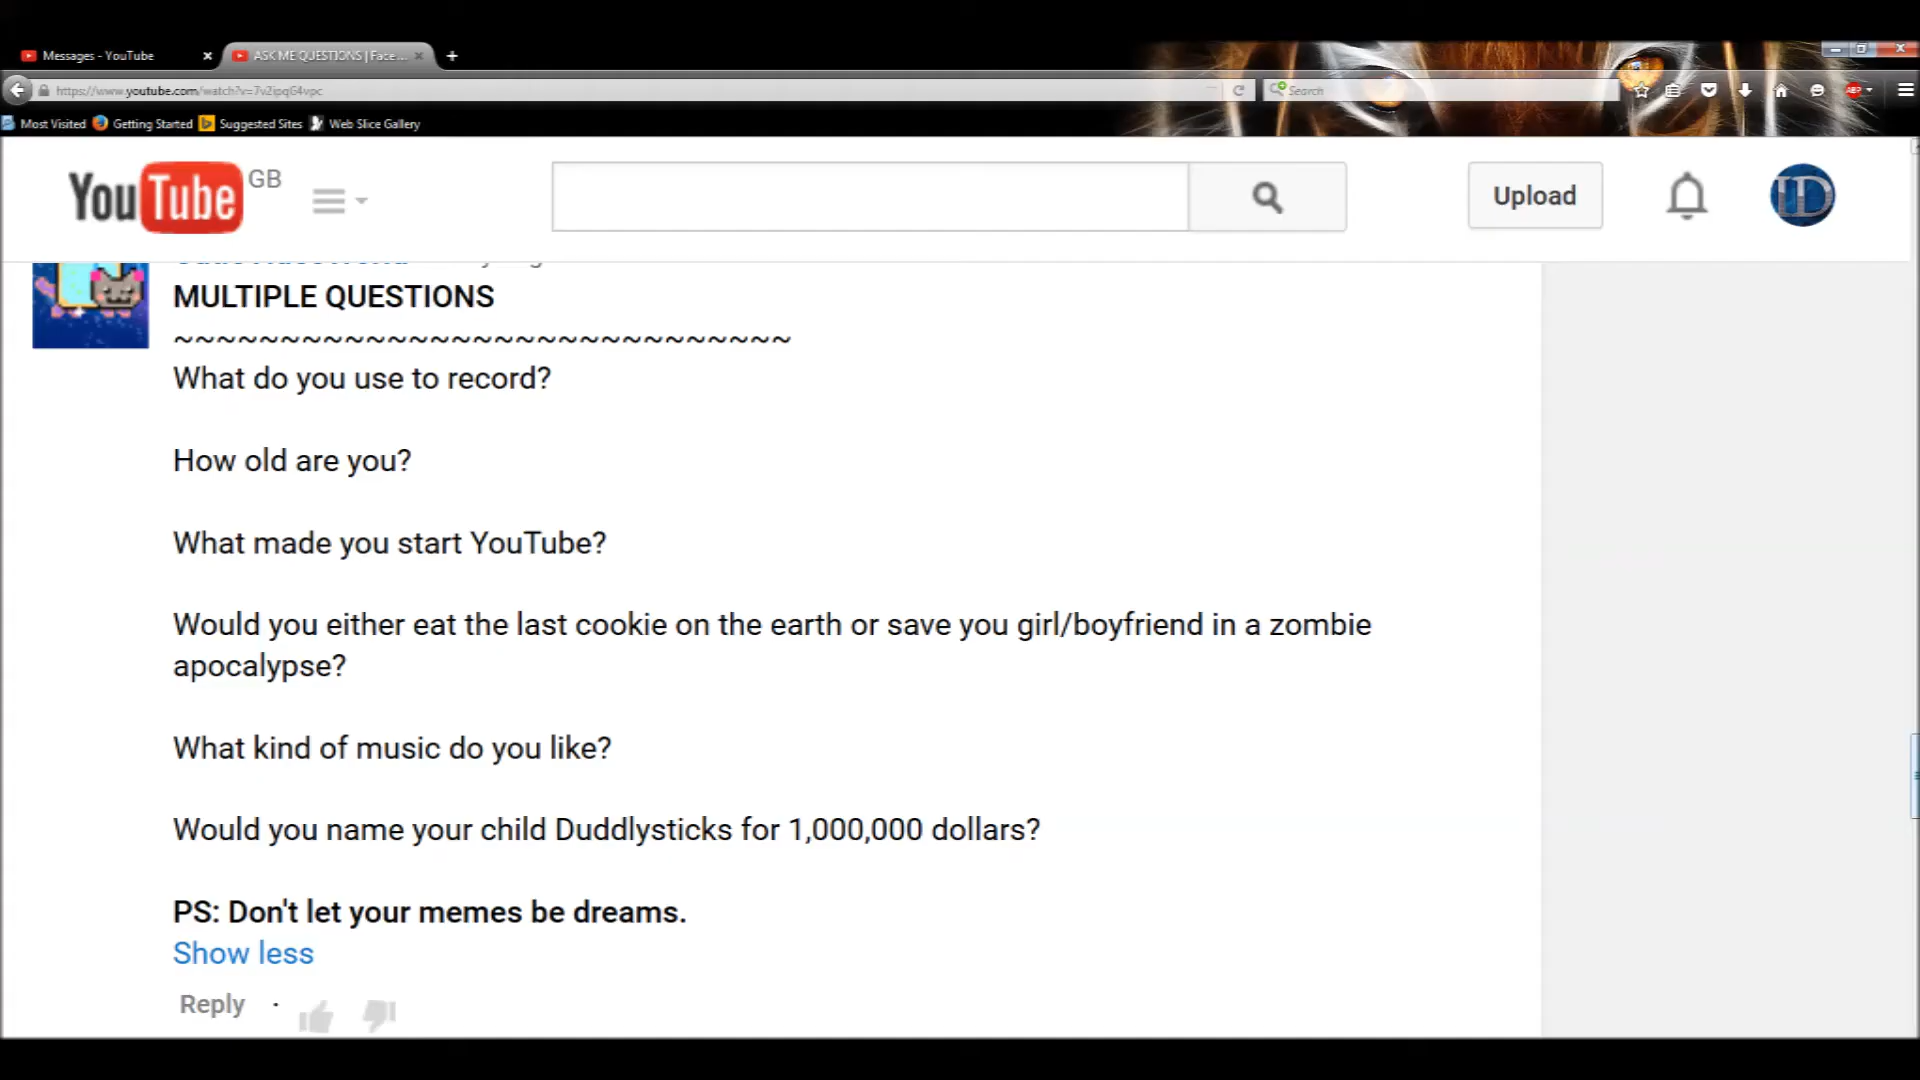 Messages - YouTube
ASK ME QUESTIONS | Face...
https://www.youtube.com/watch?v=7v2ipqG4vpc
Search
ABP
Most Visited
Getting Started
Suggested Sites
Web Slice Gallery
YouTube GB
Upload
ID
MULTIPLE QUESTIONS
~~~~~~~~~~~~~~~~~~~~~~~~~~~~~
What do you use to record?
How old are you?
What made you start YouTube?
Would you either eat the last cookie on the earth or save you girl/boyfriend in a zombie
apocalypse?
What kind of music do you like?
Would you name your child Duddlysticks for 1,000,000 dollars?
PS: Don't let your memes be dreams.
Show less
Reply ·